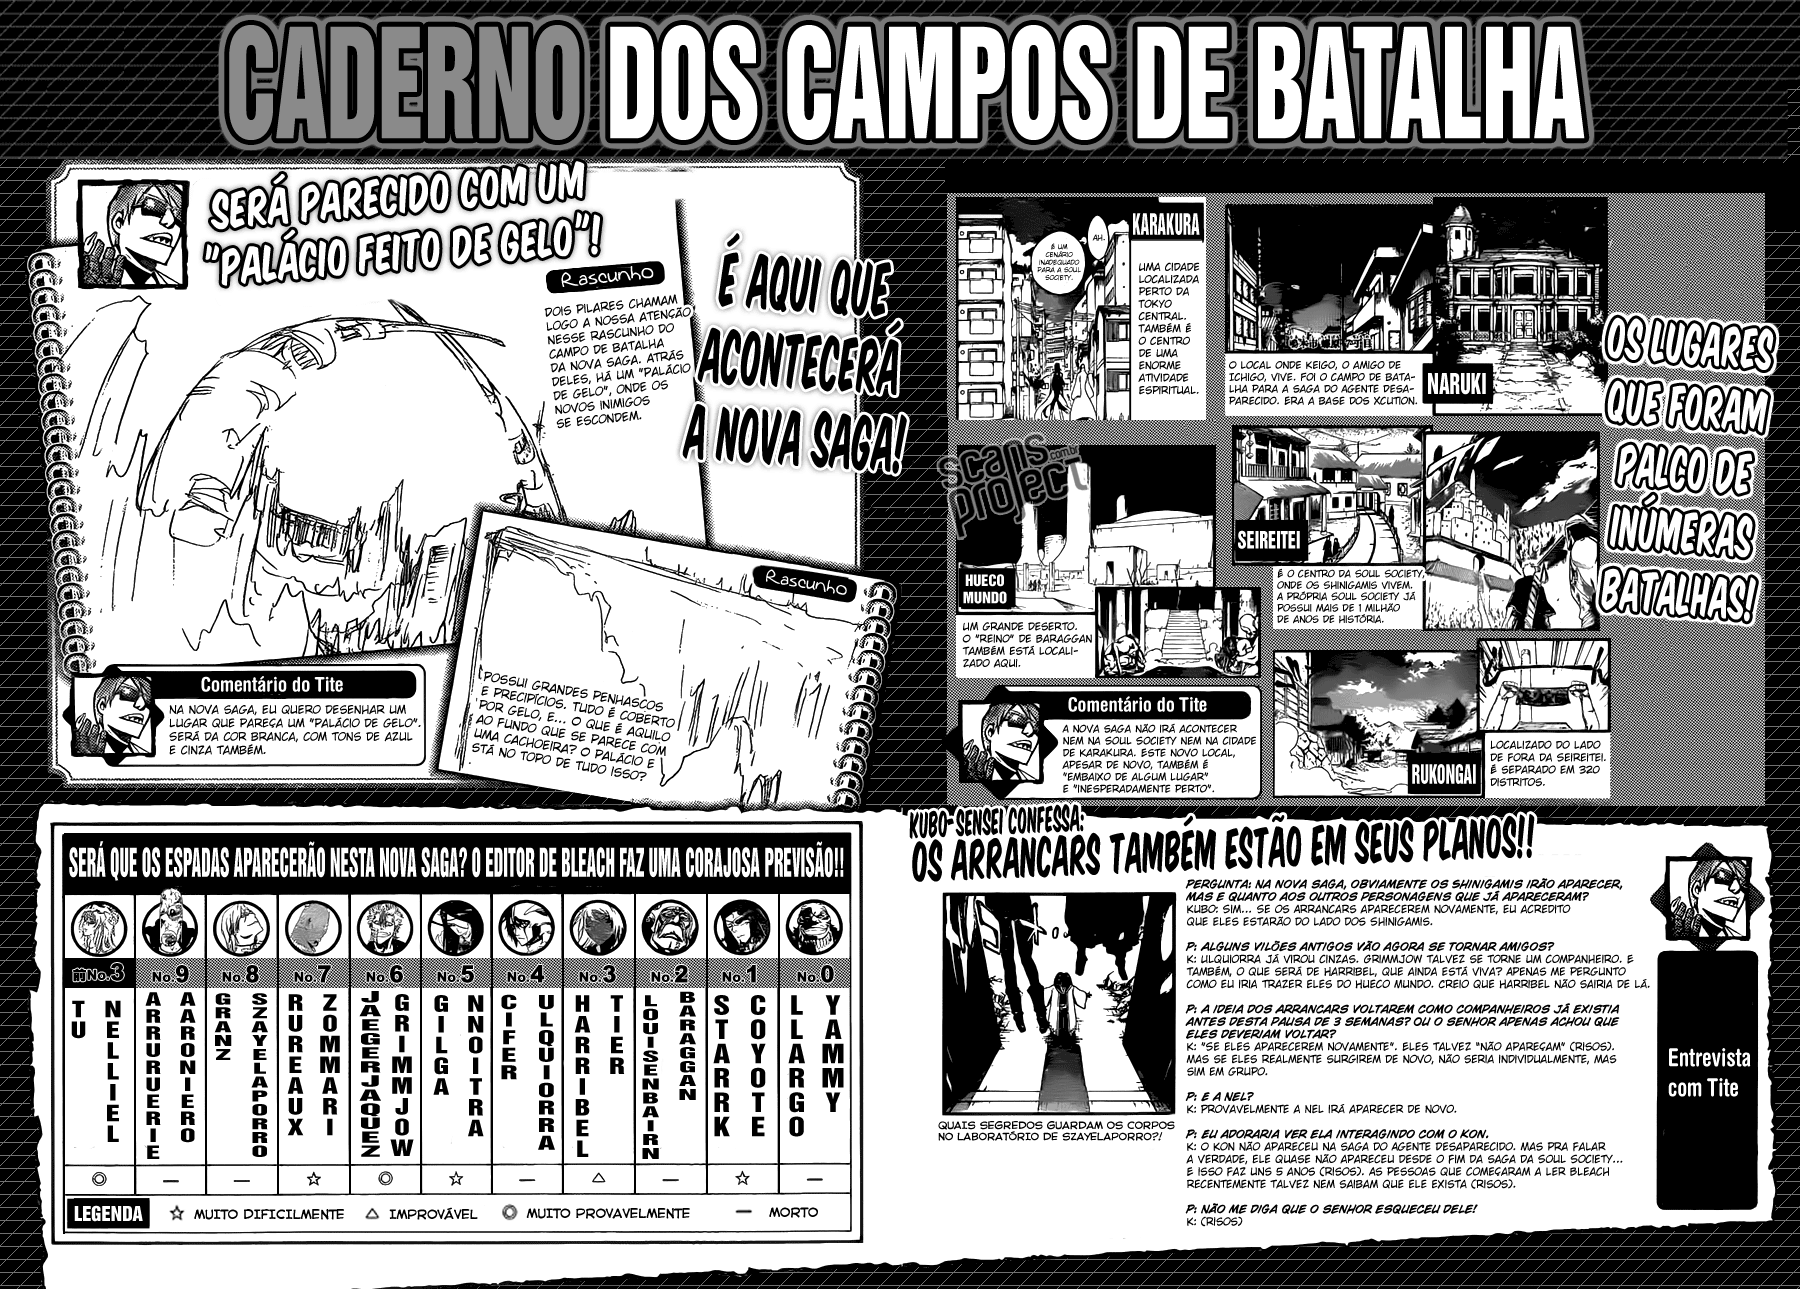 CADERNO DOS CAMPOS DE BATALHA
SERÁ PARECIDO COM UM
"PALÁCIO FEITO DE GELO"!
Rascunho
DOIS PILARES CHAMAM
LOGO A NOSSA ATENÇÃO
NESSE RASCUNHO DO
CAMPO DE BATALHA
DA NOVA SAGA. ATRÁS
DELES, HÁ UM "PALÁCIO
DE GELO", ONDE OS
NOVOS INIMIGOS
SE ESCONDEM.
É AQUI QUE
ACONTECERÁ
A NOVA SAGA!
Rascunho
POSSUI GRANDES PENHASCOS
E PRECIPÍCIOS. TUDO É COBERTO
POR GELO, E... O QUE É AQUILO
AO FUNDO QUE SE PARECE COM
UMA CACHOEIRA? O PALÁCIO E
STÁ NO TOPO DE TUDO ISSO?
Comentário do Tite
NA NOVA SAGA, EU QUERO DESENHAR UM
LUGAR QUE PAREÇA UM "PALÁCIO DE GELO".
SERÁ DA COR BRANCA, COM TONS DE AZUL
E CINZA TAMBÉM.
É UM
CENÁRIO
INADEQUADO
PARA A SOUL
SOCIETY.
AH.
KARAKURA
UMA CIDADE
LOCALIZADA
PERTO DA
TOKYO
CENTRAL.
TAMBÉM É
O CENTRO
DE UMA
ENORME
ATIVIDADE
ESPIRITUAL.
O LOCAL ONDE KEIGO, O AMIGO DE
ICHIGO, VIVE. FOI O CAMPO DE BATA-
LHA PARA A SAGA DO AGENTE DESA-
PARECIDO. ERA A BASE DOS XCUTION.
NARUKI
OS LUGARES
QUE FORAM
PALCO DE
INÚMERAS
BATALHAS!
scans
project
.com.br
HUECO
MUNDO
UM GRANDE DESERTO.
O "REINO" DE BARAGGAN
TAMBÉM ESTÁ LOCALI-
ZADO AQUI.
SEIREITEI
É O CENTRO DA SOUL SOCIETY,
ONDE OS SHINIGAMIS VIVEM.
A PRÓPRIA SOUL SOCIETY JÁ
POSSUI MAIS DE 1 MILHÃO
DE ANOS DE HISTÓRIA.
RUKONGAI
LOCALIZADO DO LADO
DE FORA DA SEIREITEI.
É SEPARADO EM 320
DISTRITOS.
Comentário do Tite
A NOVA SAGA NÃO IRÁ ACONTECER
NEM NA SOUL SOCIETY NEM NA CIDADE
DE KARAKURA. ESTE NOVO LOCAL,
APESAR DE NOVO, TAMBÉM É
"EMBAIXO DE ALGUM LUGAR"
E "INESPERADAMENTE PERTO".
SERÁ QUE OS ESPADAS APARECERÃO NESTA NOVA SAGA? O EDITOR DE BLEACH FAZ UMA CORAJOSA PREVISÃO!!
前No.3 No.9 No.8 No.7 No.6 No.5 No.4 No.3 No.2 No.1 No.0
NELLIEL
TU
AARONIERO
ARRURUERIE
SZAYELAPORRO
GRANZ
ZOMMARI
RUREAUX
GRIMMJOW
JAEGERJAQUEZ
NNOITRA
GILGA
ULQUIORRA
CIFER
TIER
HARRIBEL
BARAGGAN
LOUISENBAIRN
COYOTE
STARRK
YAMMY
LLARGO
◎ — — ☆ ◎ ☆ — △ — ☆ —
LEGENDA ☆ MUITO DIFICILMENTE △ IMPROVÁVEL ◎ MUITO PROVAVELMENTE — MORTO
KUBO-SENSEI CONFESSA:
OS ARRANCARS TAMBÉM ESTÃO EM SEUS PLANOS!!
QUAIS SEGREDOS GUARDAM OS CORPOS
NO LABORATÓRIO DE SZAYELAPORRO?!
PERGUNTA: NA NOVA SAGA, OBVIAMENTE OS SHINIGAMIS IRÃO APARECER,
MAS E QUANTO AOS OUTROS PERSONAGENS QUE JÁ APARECERAM?
KUBO: SIM... SE OS ARRANCARS APARECEREM NOVAMENTE, EU ACREDITO
QUE ELES ESTARÃO DO LADO DOS SHINIGAMIS.
P: ALGUNS VILÕES ANTIGOS VÃO AGORA SE TORNAR AMIGOS?
K: ULQUIORRA JÁ VIROU CINZAS. GRIMMJOW TALVEZ SE TORNE UM COMPANHEIRO. E
TAMBÉM, O QUE SERÁ DE HARRIBEL, QUE AINDA ESTÁ VIVA? APENAS ME PERGUNTO
COMO EU IRIA TRAZER ELES DO HUECO MUNDO. CREIO QUE HARRIBEL NÃO SAIRIA DE LÁ.
P: A IDEIA DOS ARRANCARS VOLTAREM COMO COMPANHEIROS JÁ EXISTIA
ANTES DESTA PAUSA DE 3 SEMANAS? OU O SENHOR APENAS ACHOU QUE
ELES DEVERIAM VOLTAR?
K: "SE ELES APARECEREM NOVAMENTE". ELES TALVEZ "NÃO APAREÇAM" (RISOS).
MAS SE ELES REALMENTE SURGIREM DE NOVO, NÃO SERIA INDIVIDUALMENTE, MAS
SIM EM GRUPO.
P: E A NEL?
K: PROVAVELMENTE A NEL IRÁ APARECER DE NOVO.
P: EU ADORARIA VER ELA INTERAGINDO COM O KON.
K: O KON NÃO APARECEU NA SAGA DO AGENTE DESAPARECIDO. MAS PRA FALAR
A VERDADE, ELE QUASE NÃO APARECEU DESDE O FIM DA SAGA DA SOUL SOCIETY...
E ISSO FAZ UNS 5 ANOS (RISOS). AS PESSOAS QUE COMEÇARAM A LER BLEACH
RECENTEMENTE TALVEZ NEM SAIBAM QUE ELE EXISTA (RISOS).
P: NÃO ME DIGA QUE O SENHOR ESQUECEU DELE!
K: (RISOS)
Entrevista
com Tite